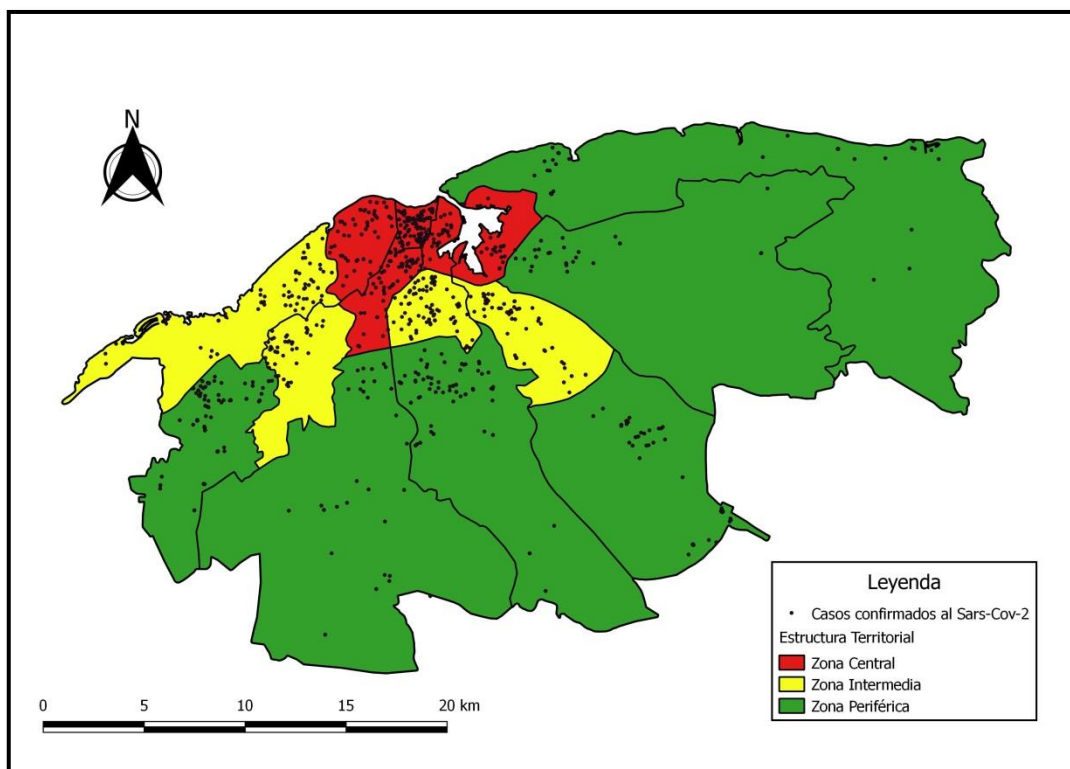 N
Leyenda
Casos confirmados al Sars-Cov-2
Estructura Territorial
Zona Central
Zona Intermedia
Zona Periférica
0 5 10 15 20 km